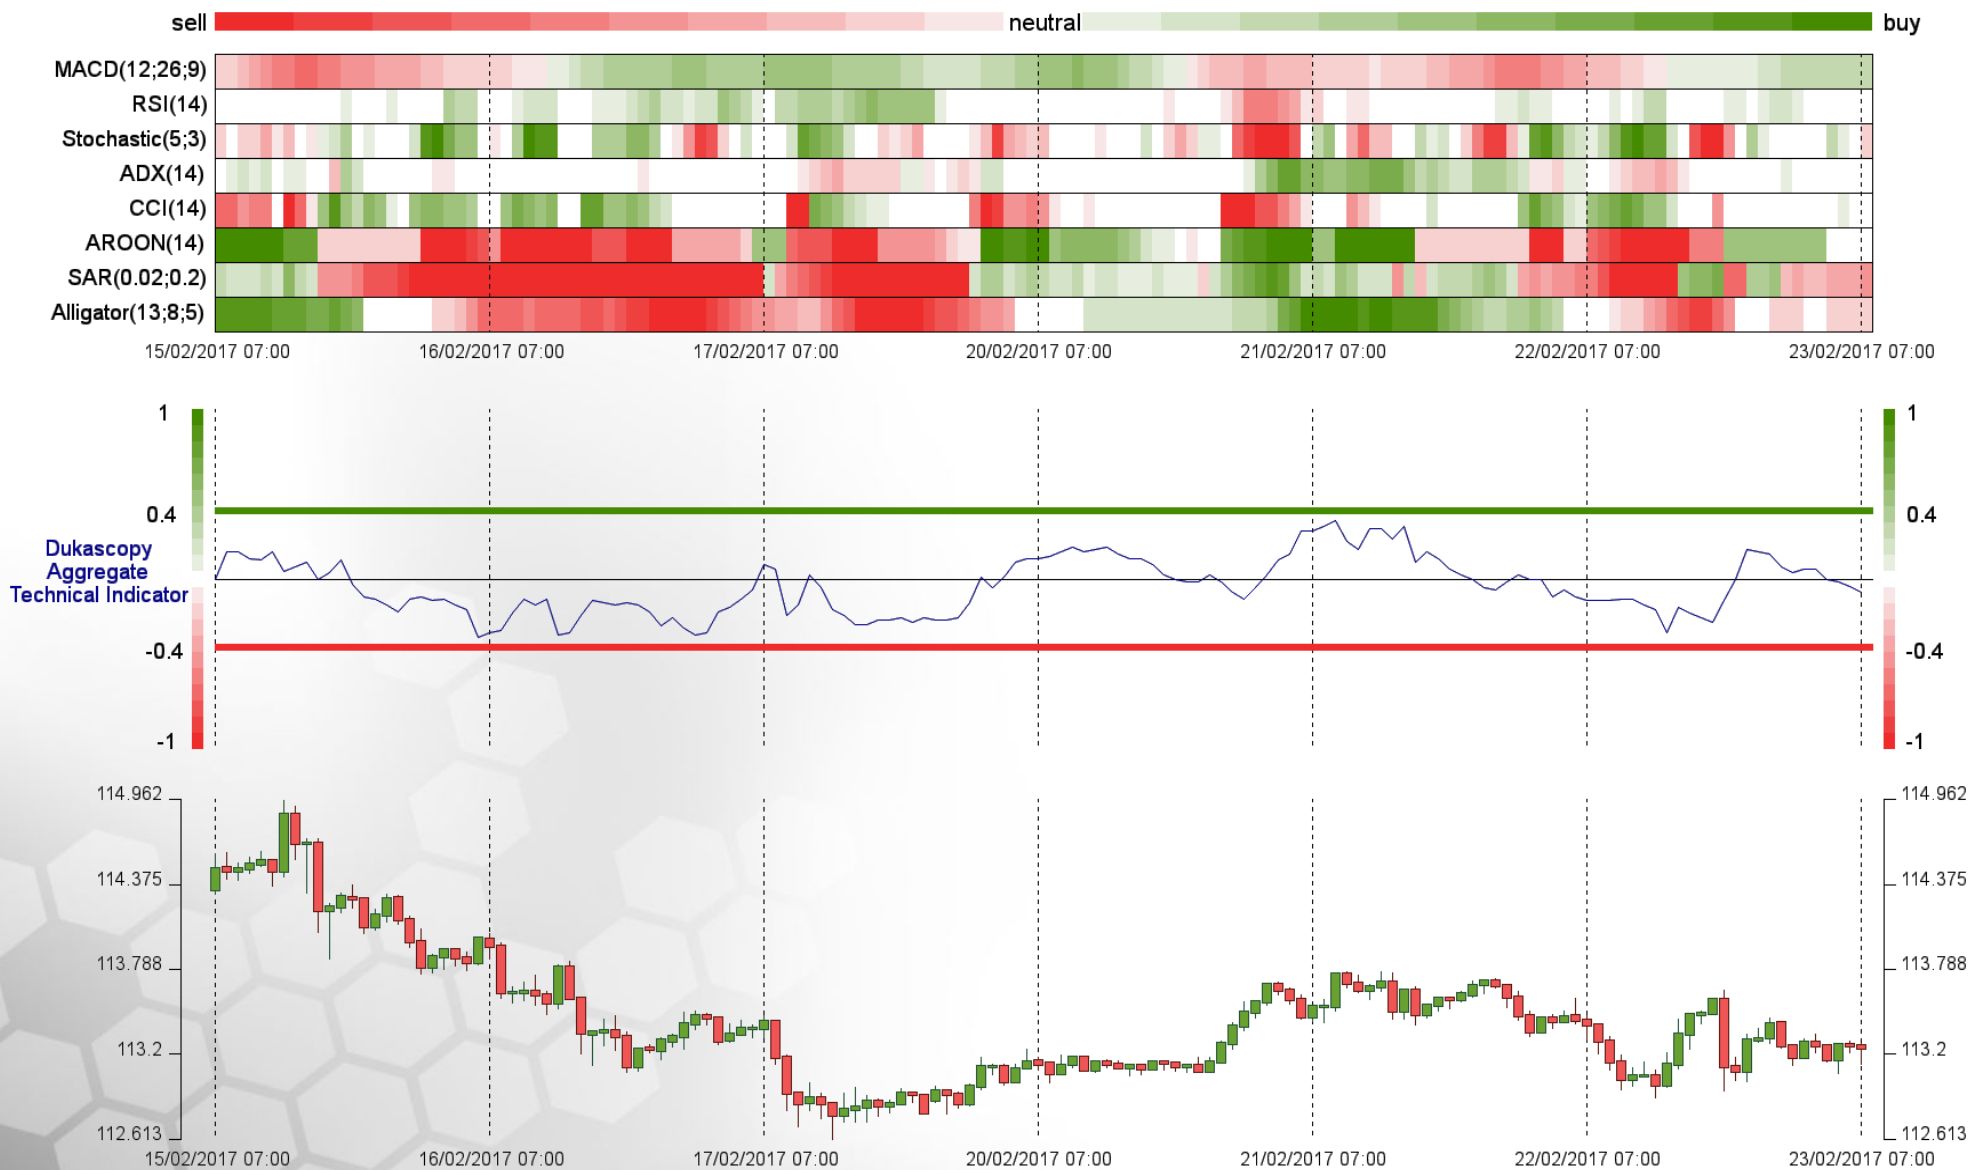 sell neutral buy
MACD(12;26;9)
RSI(14)
Stochastic(5;3)
ADX(14)
CCI(14)
AROON(14)
SAR(0.02;0.2)
Alligator(13;8;5)
15/02/2017 07:00 16/02/2017 07:00 17/02/2017 07:00 20/02/2017 07:00 21/02/2017 07:00 22/02/2017 07:00 23/02/2017 07:00
1 1
0.4 0.4
Dukascopy
Aggregate
Technical Indicator
-0.4 -0.4
-1 -1
114.962 114.962
114.375 114.375
113.788 113.788
113.2 113.2
112.613 112.613
15/02/2017 07:00 16/02/2017 07:00 17/02/2017 07:00 20/02/2017 07:00 21/02/2017 07:00 22/02/2017 07:00 23/02/2017 07:00